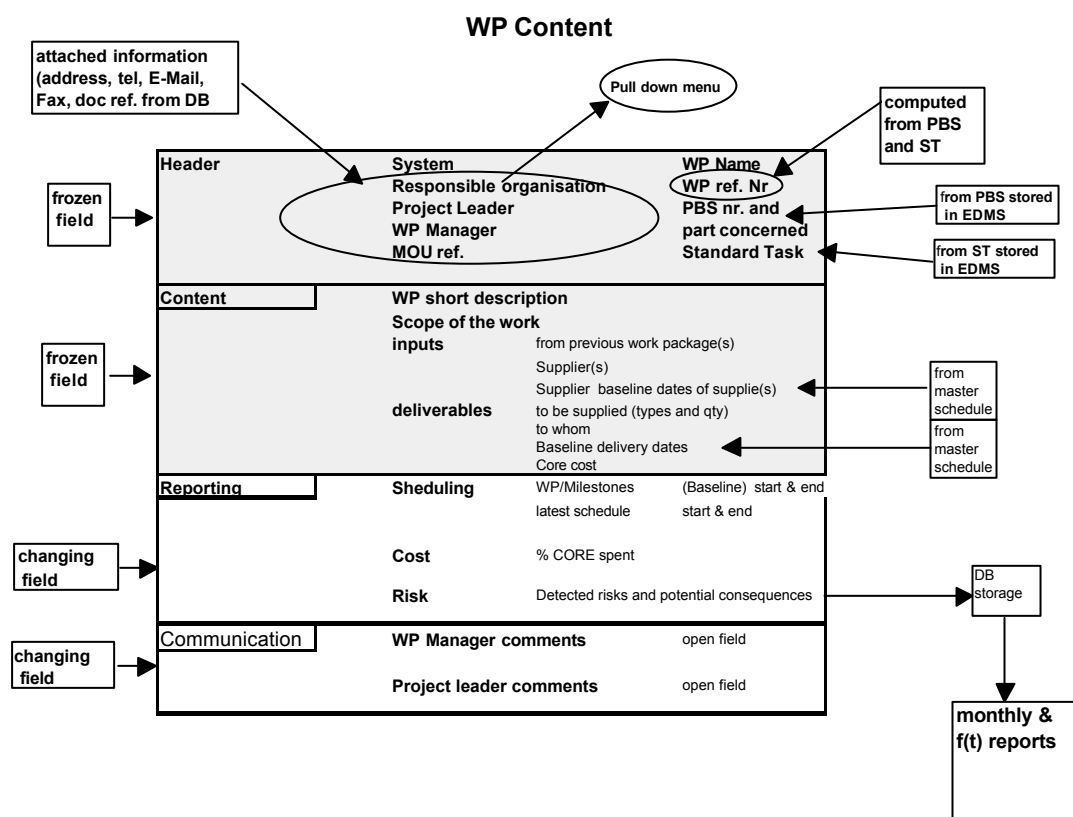 WP Content
attached information
(address, tel, E-Mail,
Fax, doc ref. from DB
Pull down menu
computed
from PBS
and ST
Header
System
WP Name
Responsible organisation
WP ref. Nr
Project Leader
PBS nr. and
WP Manager
part concerned
MOU ref.
Standard Task
frozen
field
from PBS stored
in EDMS
from ST stored
in EDMS
Content
WP short description
Scope of the work
inputs
from previous work package(s)
Supplier(s)
Supplier baseline dates of supplie(s)
deliverables
to be supplied (types and qty)
to whom
Baseline delivery dates
Core cost
frozen
field
from
master
schedule
from
master
schedule
Reporting
Sheduling
WP/Milestones
(Baseline) start & end
latest schedule
start & end
Cost
% CORE spent
Risk
Detected risks and potential consequences
changing
field
DB
storage
Communication
WP Manager comments
open field
Project leader comments
open field
changing
field
monthly &
f(t) reports